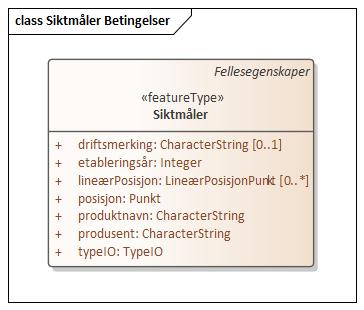 class Siktmåler Betingelser
Fellesegenskaper
«featureType»
Siktmåler
+ driftsmerking: CharacterString [0..1]
+ etableringsår: Integer
+ lineærPosisjon: LineærPosisjonPunkt [0..*]
+ posisjon: Punkt
+ produktnavn: CharacterString
+ produsent: CharacterString
+ typeIO: TypeIO